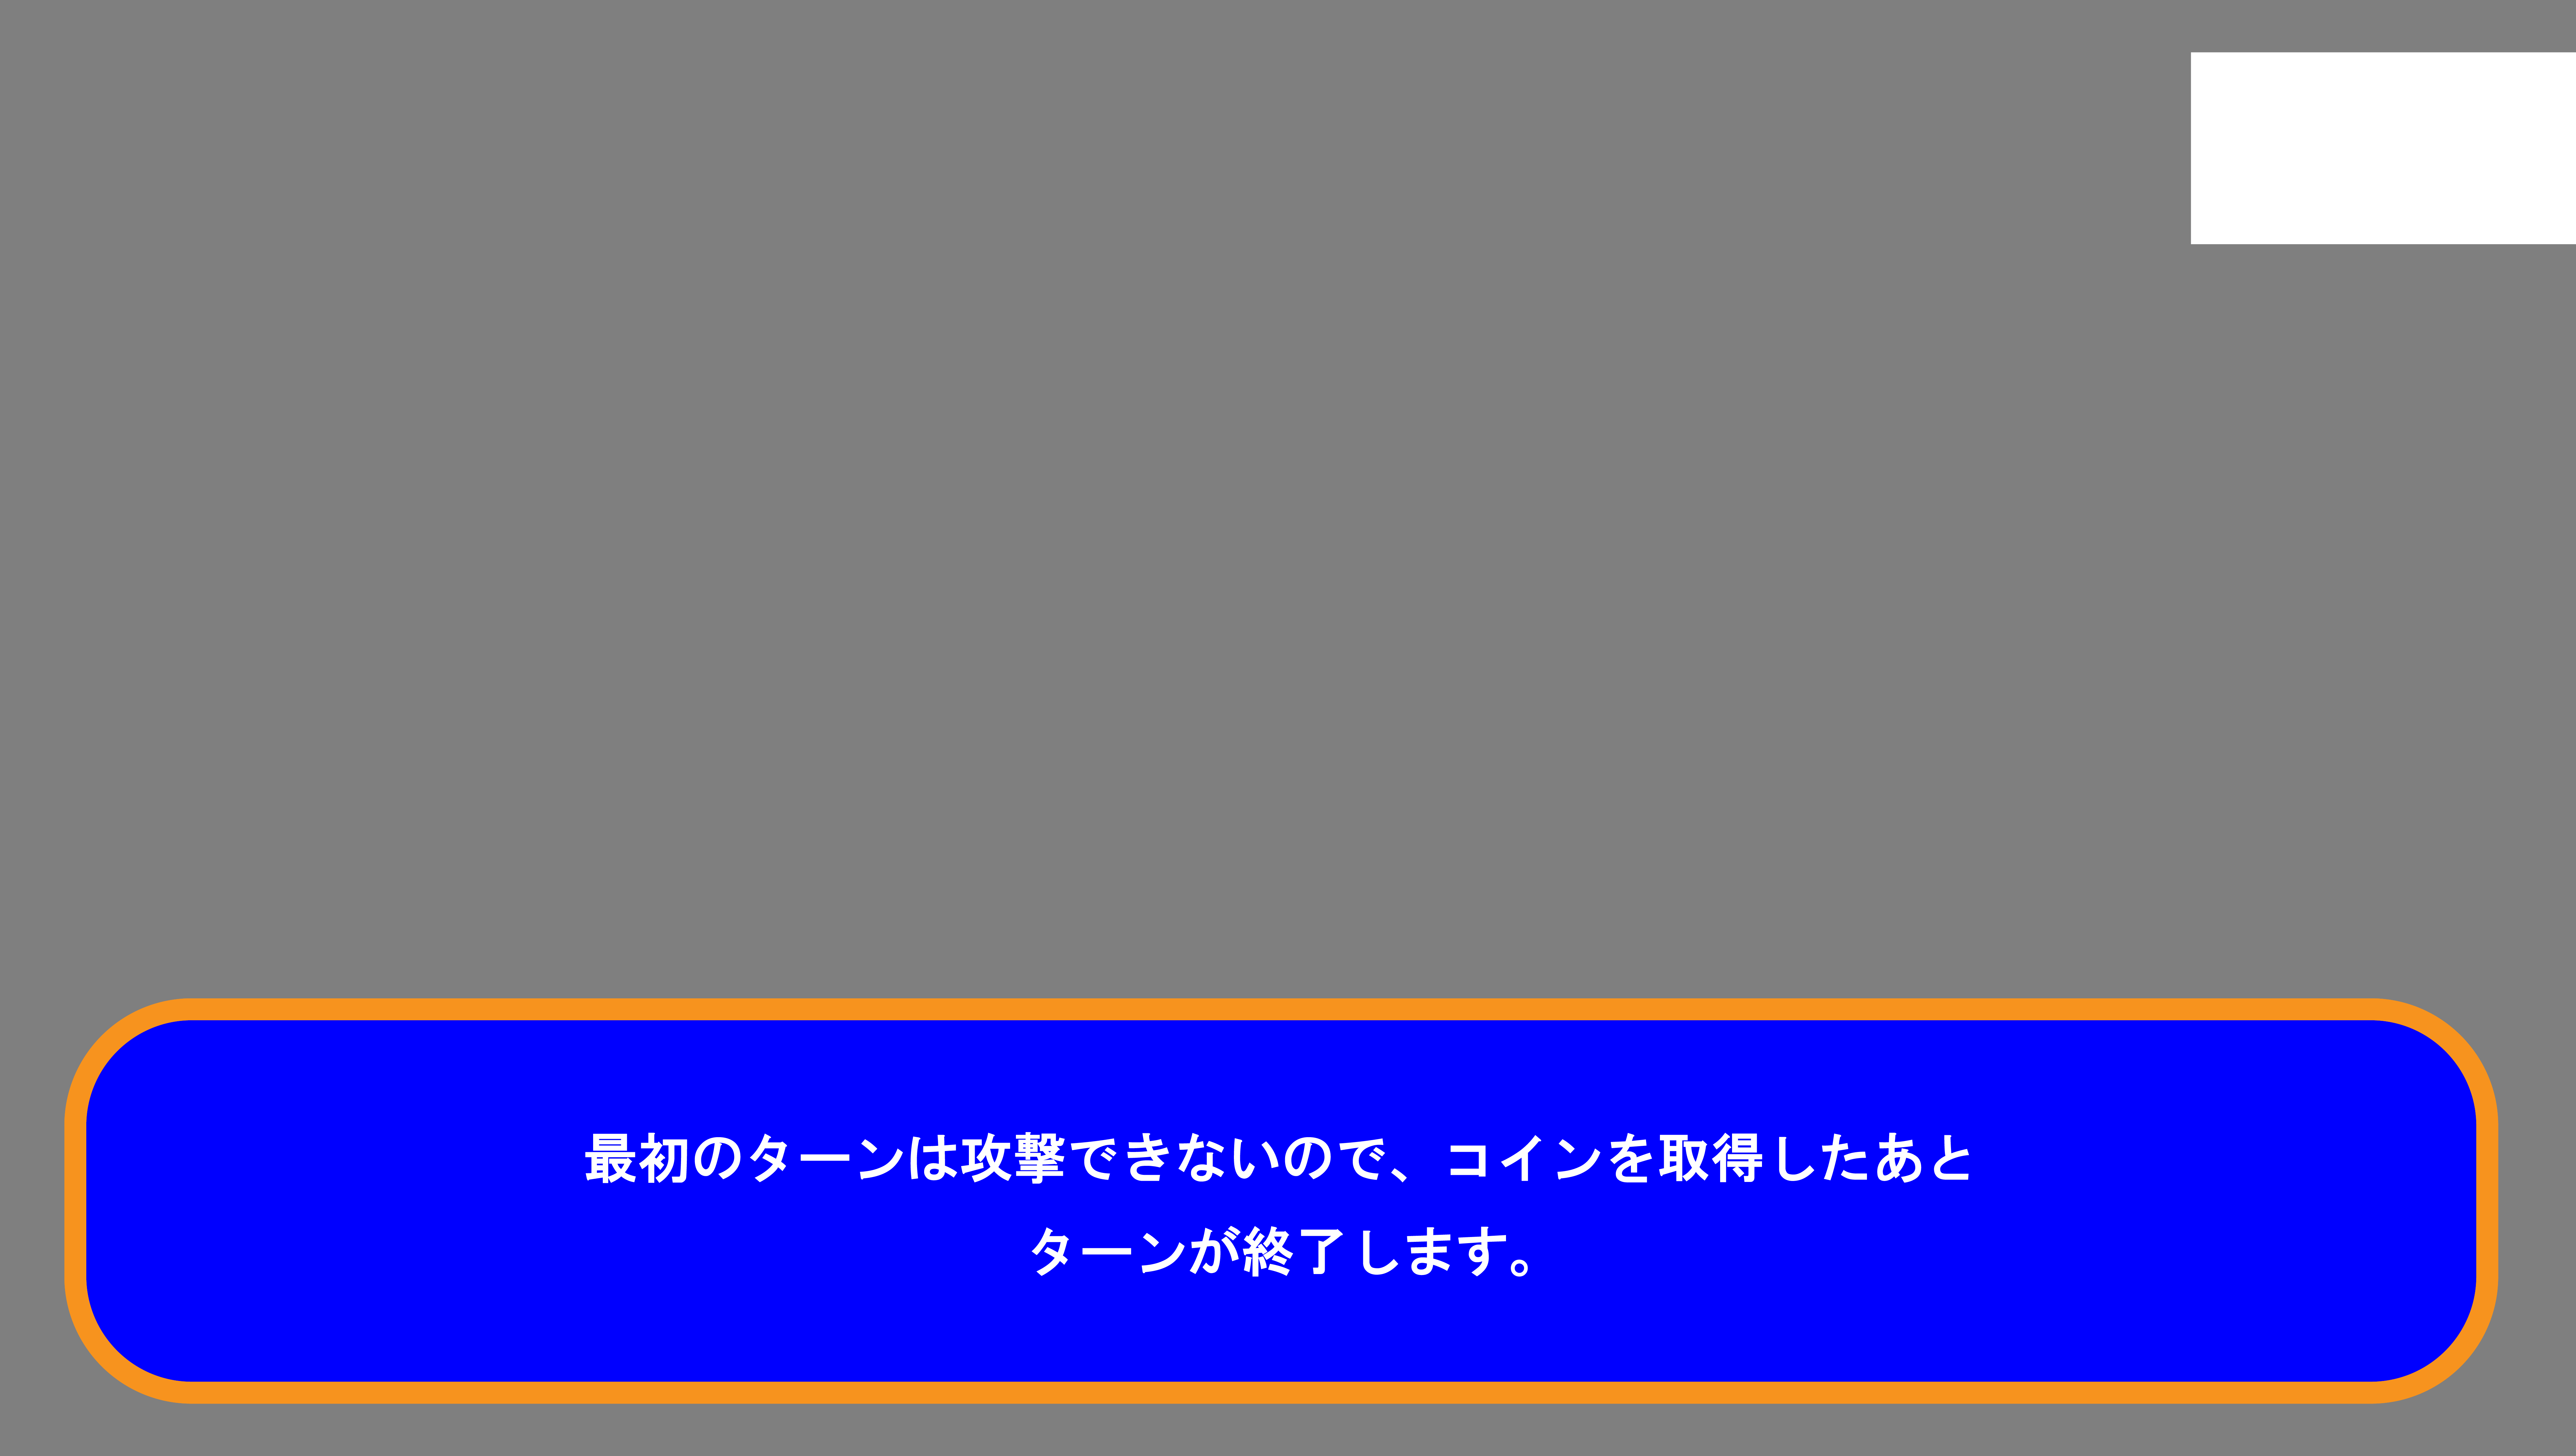 最初のターンは攻撃できないので、コインを取得したあと
ターンが終了します。